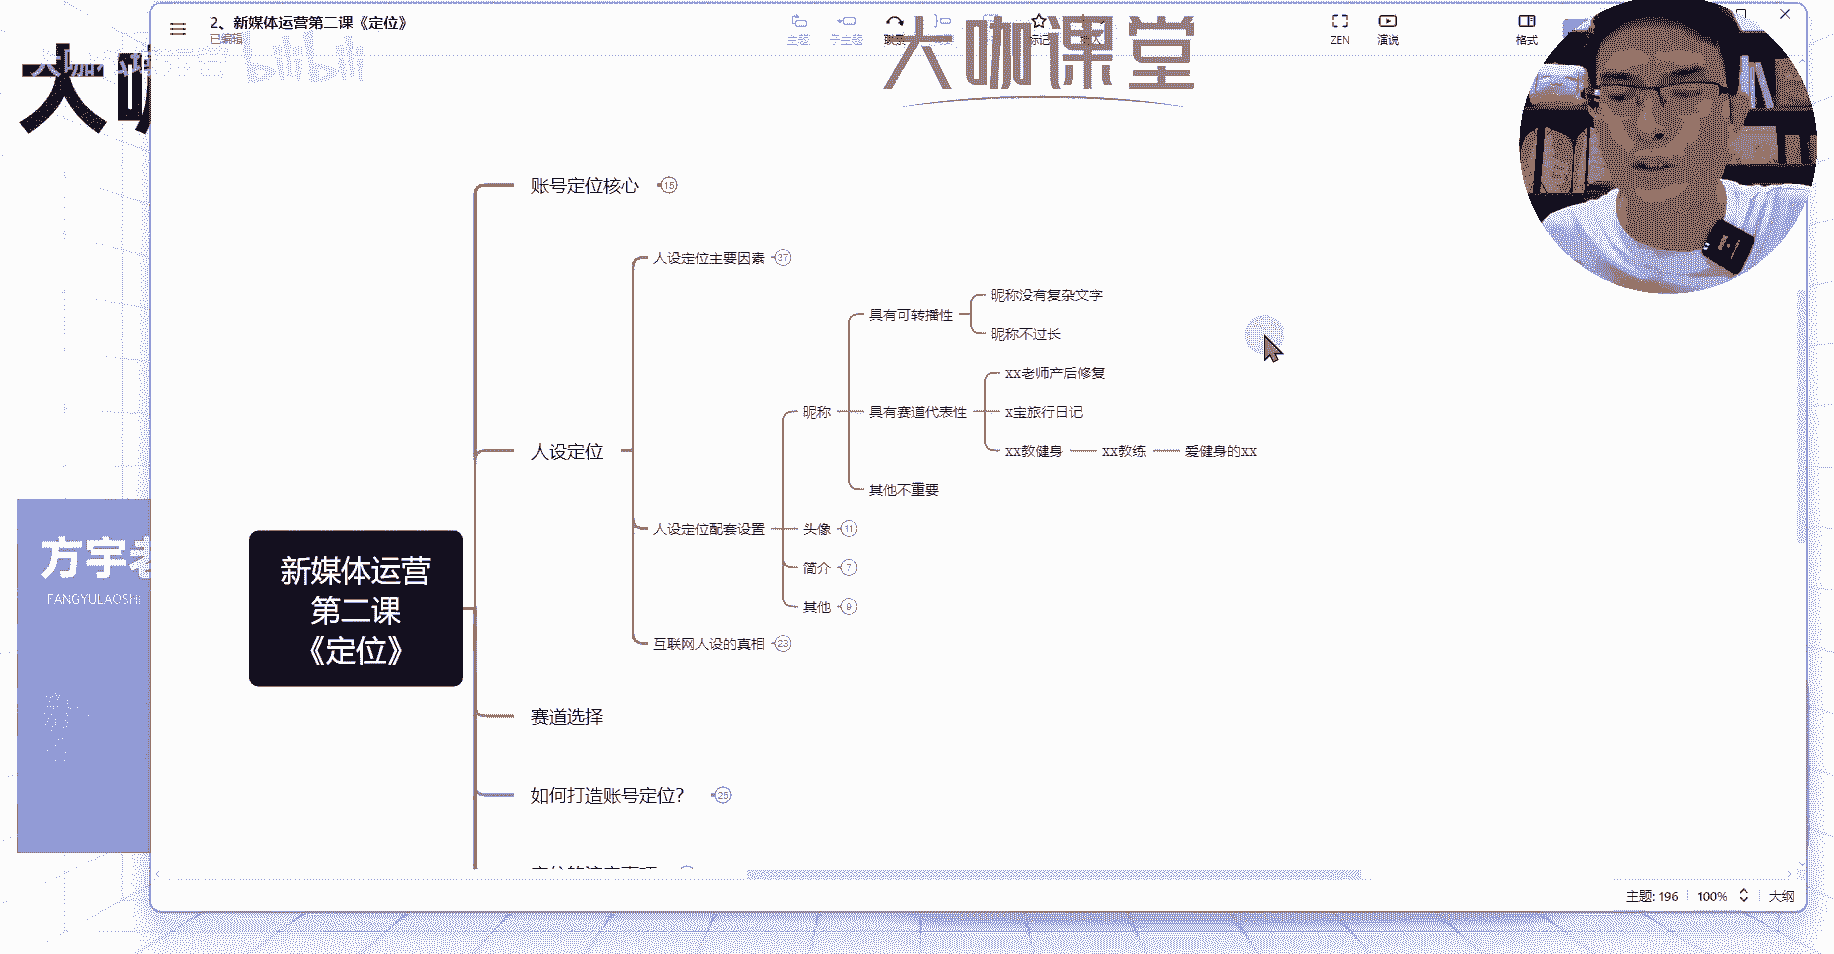 2、新媒体运营第二课《定位》
已编辑
主题
子主题
ZEN
演说
格式
大咖课堂
bilibili
大咖
账号定位核心 15
人设定位主要因素 37
昵称没有复杂文字
具有可转播性
昵称不过长
xx老师产后修复
昵称
具有赛道代表性
x宝旅行日记
人设定位
xx教健身
xx教练
爱健身的xx
其他不重要
人设定位配套设置
头像 11
简介 7
其他 9
互联网人设的真相 23
新媒体运营
第二课
《定位》
赛道选择
如何打造账号定位? 25
方宇老
FANGYULAOSHI
主题: 196
100%
大纲